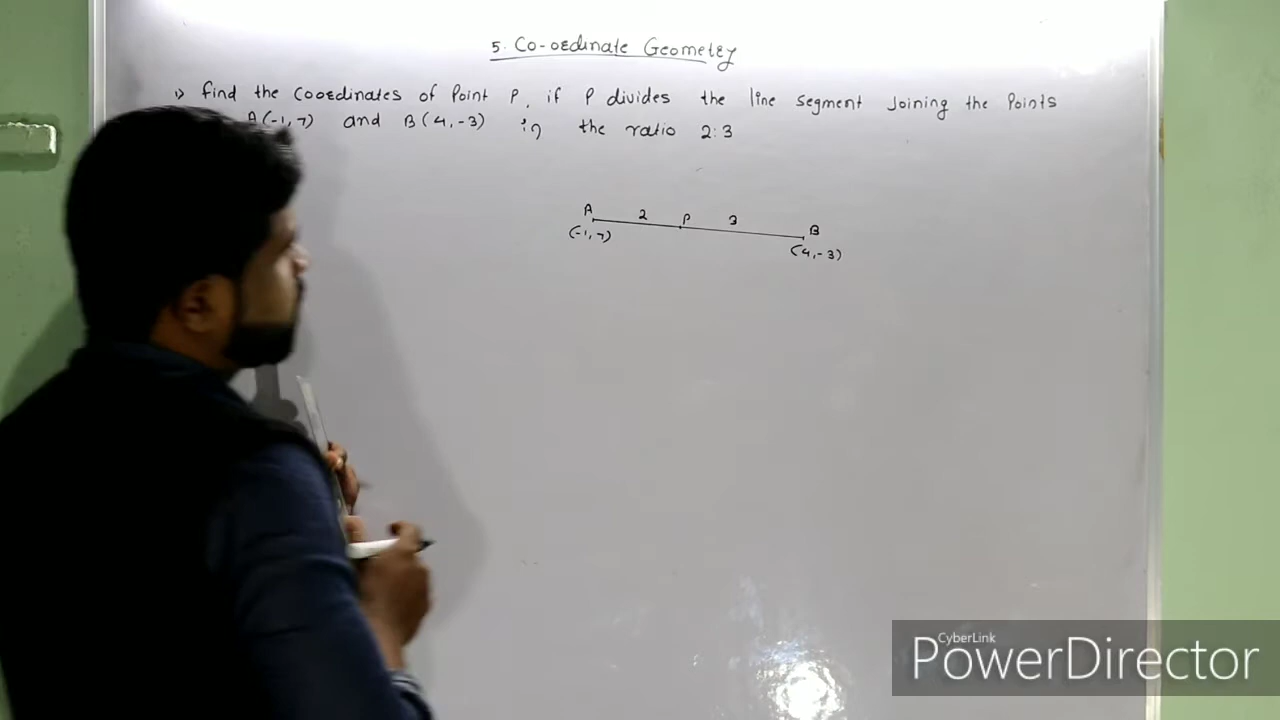 5. Co-ordinate Geometry
1) Find the coordinates of Point P, if P divides the line segment Joining the Points
A(-1,7) and B(4,-3) in the ratio 2:3
A 2 P 3 B
(-1,7) (4,-3)
CyberLink
PowerDirector